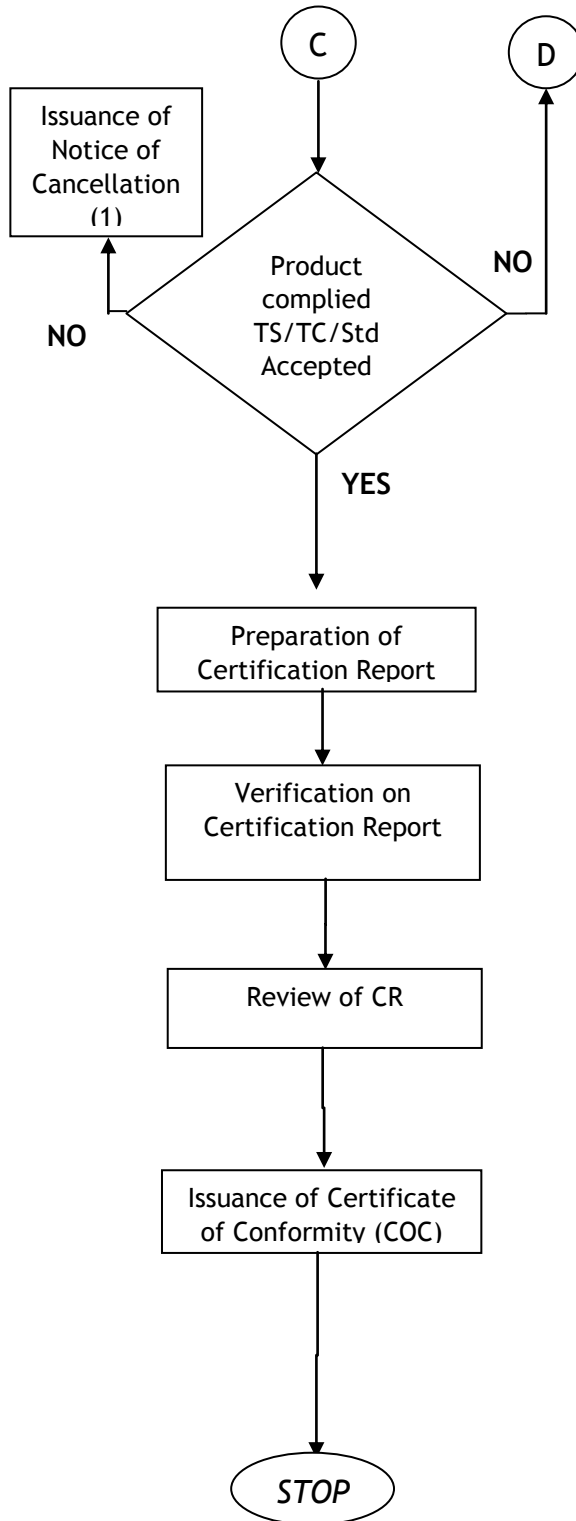 C
D
Issuance of
Notice of
Cancellation
(1)
Product
complied
TS/TC/Std
Accepted
NO
NO
YES
Preparation of
Certification Report
Verification on
Certification Report
Review of CR
Issuance of Certificate
of Conformity (COC)
STOP